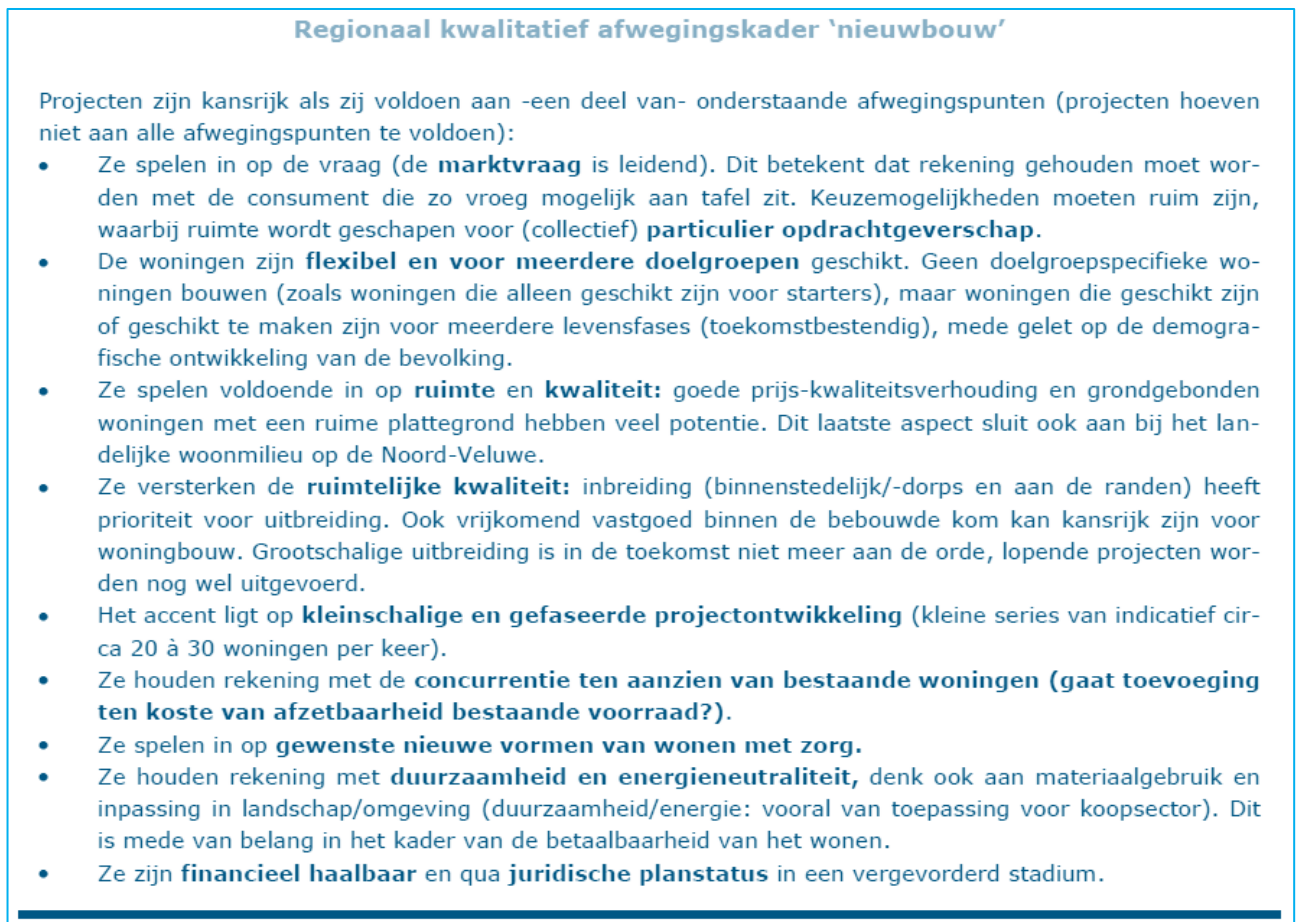 Regionaal kwalitatief afwegingskader ‘nieuwbouw’
Projecten zijn kansrijk als zij voldoen aan -een deel van- onderstaande afwegingspunten (projecten hoeven
niet aan alle afwegingspunten te voldoen):
• Ze spelen in op de vraag (de marktvraag is leidend). Dit betekent dat rekening gehouden moet wor-
den met de consument die zo vroeg mogelijk aan tafel zit. Keuzemogelijkheden moeten ruim zijn,
waarbij ruimte wordt geschapen voor (collectief) particulier opdrachtgeverschap.
• De woningen zijn flexibel en voor meerdere doelgroepen geschikt. Geen doelgroepspecifieke wo-
ningen bouwen (zoals woningen die alleen geschikt zijn voor starters), maar woningen die geschikt zijn
of geschikt te maken zijn voor meerdere levensfases (toekomstbestendig), mede gelet op de demogra-
fische ontwikkeling van de bevolking.
• Ze spelen voldoende in op ruimte en kwaliteit: goede prijs-kwaliteitsverhouding en grondgebonden
woningen met een ruime plattegrond hebben veel potentie. Dit laatste aspect sluit ook aan bij het lan-
delijke woonmilieu op de Noord-Veluwe.
• Ze versterken de ruimtelijke kwaliteit: inbreiding (binnenstedelijk/-dorps en aan de randen) heeft
prioriteit voor uitbreiding. Ook vrijkomend vastgoed binnen de bebouwde kom kan kansrijk zijn voor
woningbouw. Grootschalige uitbreiding is in de toekomst niet meer aan de orde, lopende projecten wor-
den nog wel uitgevoerd.
• Het accent ligt op kleinschalige en gefaseerde projectontwikkeling (kleine series van indicatief cir-
ca 20 à 30 woningen per keer).
• Ze houden rekening met de concurrentie ten aanzien van bestaande woningen (gaat toevoeging
ten koste van afzetbaarheid bestaande voorraad?).
• Ze spelen in op gewenste nieuwe vormen van wonen met zorg.
• Ze houden rekening met duurzaamheid en energieneutraliteit, denk ook aan materiaalgebruik en
inpassing in landschap/omgeving (duurzaamheid/energie: vooral van toepassing voor koopsector). Dit
is mede van belang in het kader van de betaalbaarheid van het wonen.
• Ze zijn financieel haalbaar en qua juridische planstatus in een vergevorderd stadium.